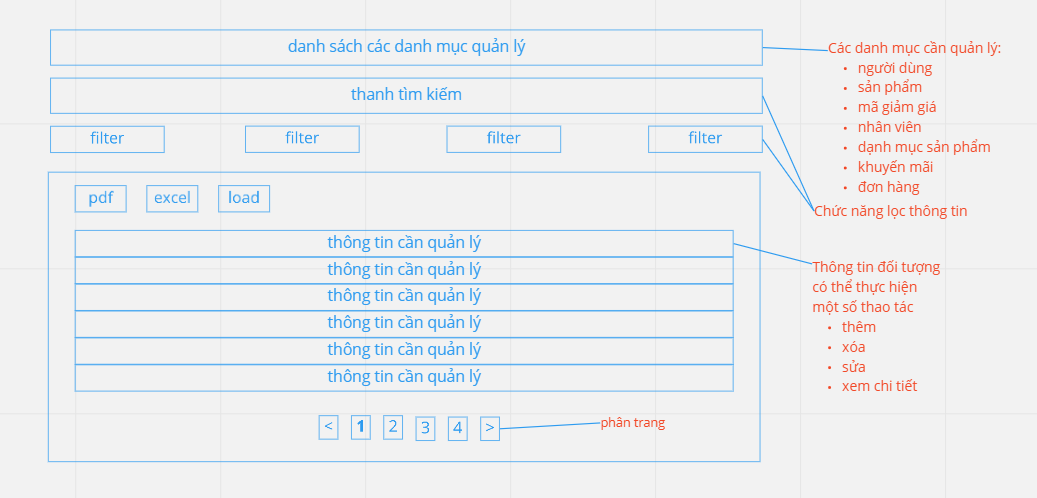 danh sách các danh mục quản lý
thanh tìm kiếm
filter filter filter filter
pdf excel load
thông tin cần quản lý
thông tin cần quản lý
thông tin cần quản lý
thông tin cần quản lý
thông tin cần quản lý
thông tin cần quản lý
< 1 2 3 4 >
Các danh mục cần quản lý:
• người dùng
• sản phẩm
• mã giảm giá
• nhân viên
• dạnh mục sản phẩm
• khuyến mãi
• đơn hàng
Chức năng lọc thông tin
Thông tin đối tượng
có thể thực hiện
một số thao tác
• thêm
• xóa
• sửa
• xem chi tiết
phân trang